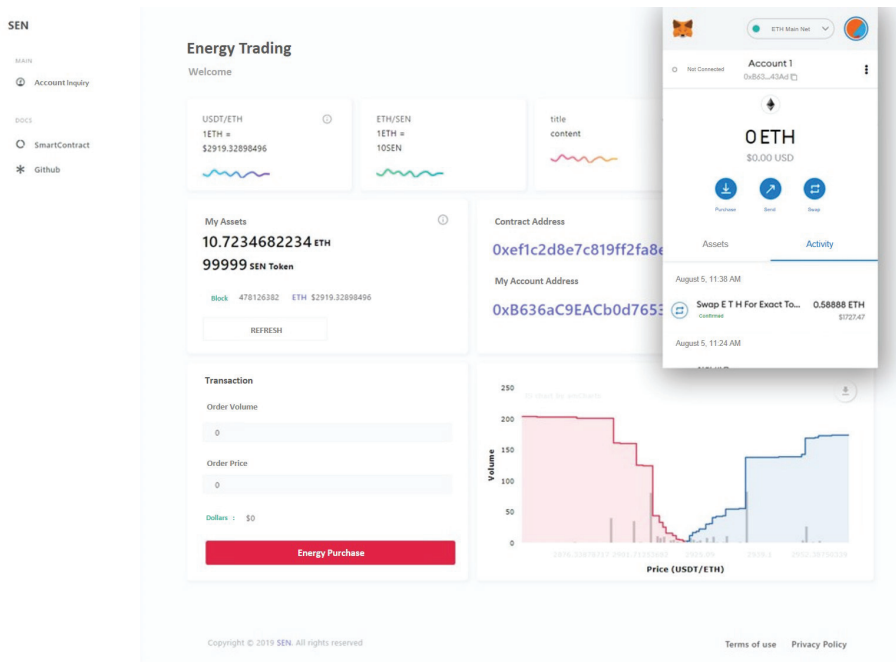 SEN
MAIN
Account Inquiry
DOCS
SmartContract
Github
Energy Trading
Welcome
USDT/ETH
1ETH =
$2919.32898496
ETH/SEN
1ETH =
10SEN
title
content
My Assets
10.7234682234 ETH
99999 SEN Token
Block 478126382 ETH $2919.32898496
REFRESH
Contract Address
0xef1c2d8e7c819ff2fa8e
My Account Address
0xB636aC9EACb0d7653
ETH Main Net
Not Connected
Account 1
0xB63...43Ad
0 ETH
$0.00 USD
Purchase
Send
Swap
Assets
Activity
August 5, 11:38 AM
Swap E T H For Exact To... 0.58888 ETH
Confirmed $1727.47
August 5, 11:24 AM
Transaction
Order Volume
0
Order Price
0
Dollars : $0
Energy Purchase
250
200
150
100
50
0
Volume
Price (USDT/ETH)
Copyright © 2019 SEN. All rights reserved
Terms of use Privacy Policy